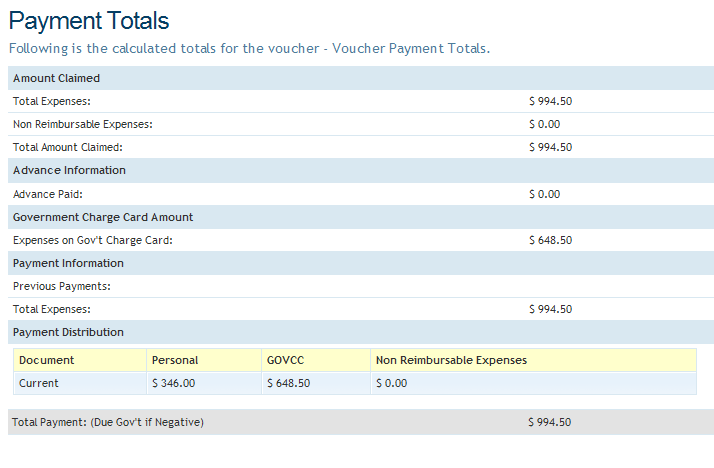 Payment Totals
Following is the calculated totals for the voucher - Voucher Payment Totals.
Amount Claimed
Total Expenses: $ 994.50
Non Reimbursable Expenses: $ 0.00
Total Amount Claimed: $ 994.50
Advance Information
Advance Paid: $ 0.00
Government Charge Card Amount
Expenses on Gov't Charge Card: $ 648.50
Payment Information
Previous Payments:
Total Expenses: $ 994.50
Payment Distribution
Document Personal GOVCC Non Reimbursable Expenses
Current $ 346.00 $ 648.50 $ 0.00
Total Payment: (Due Gov't if Negative) $ 994.50